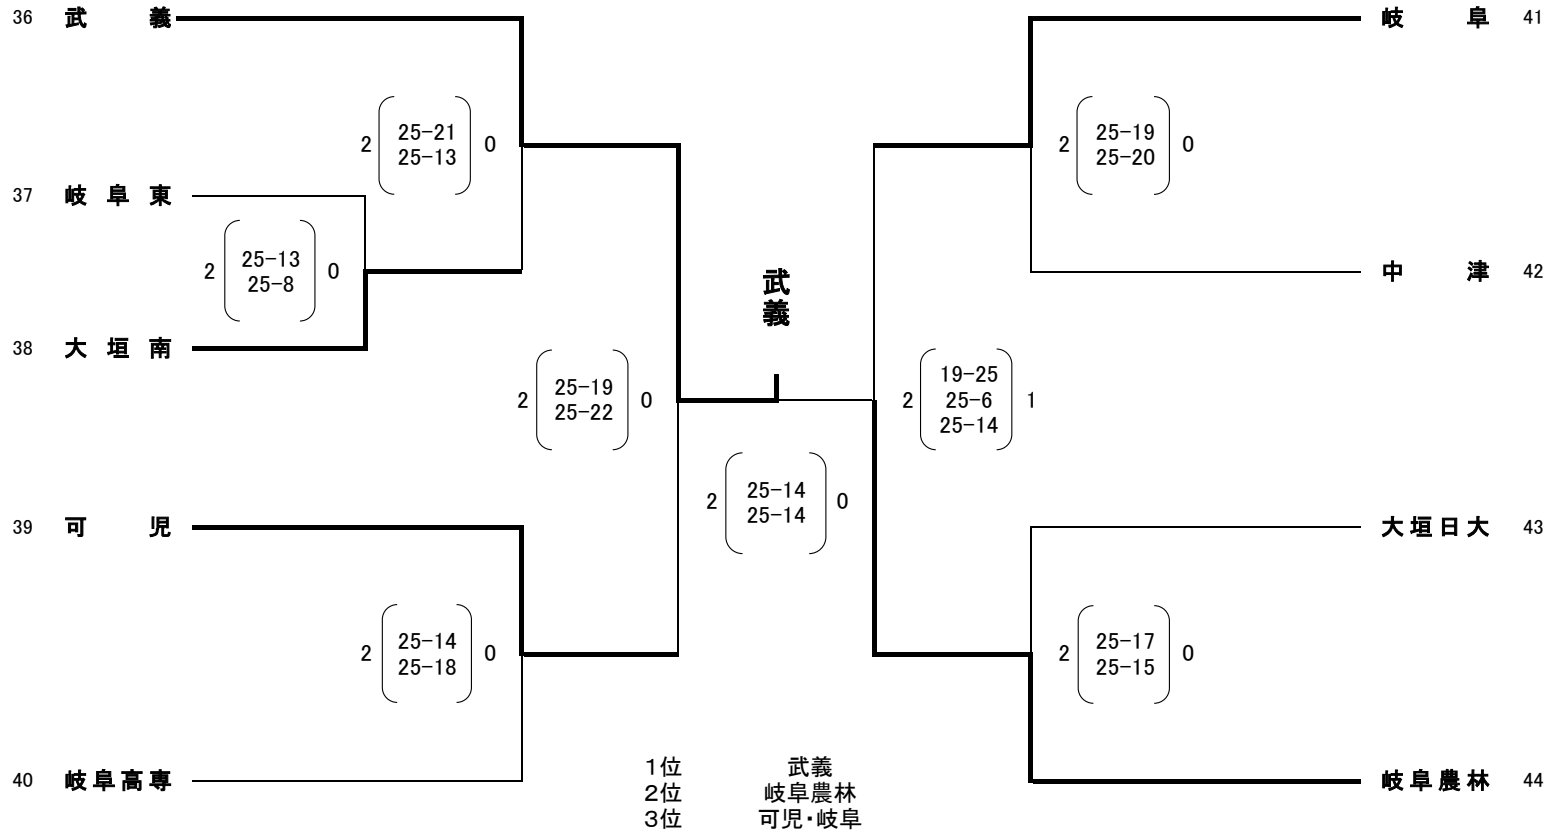 36 武義
岐阜 41
2 25-21 0
25-13
2 25-19 0
25-20
37 岐阜東
2 25-13 0
25-8
中津 42
武義
38 大垣南
2 25-19 0
25-22
2 19-25 1
25-6
25-14
2 25-14 0
25-14
39 可児
大垣日大 43
2 25-14 0
25-18
2 25-17 0
25-15
40 岐阜高専
岐阜農林 44
1位 武義
2位 岐阜農林
3位 可児・岐阜